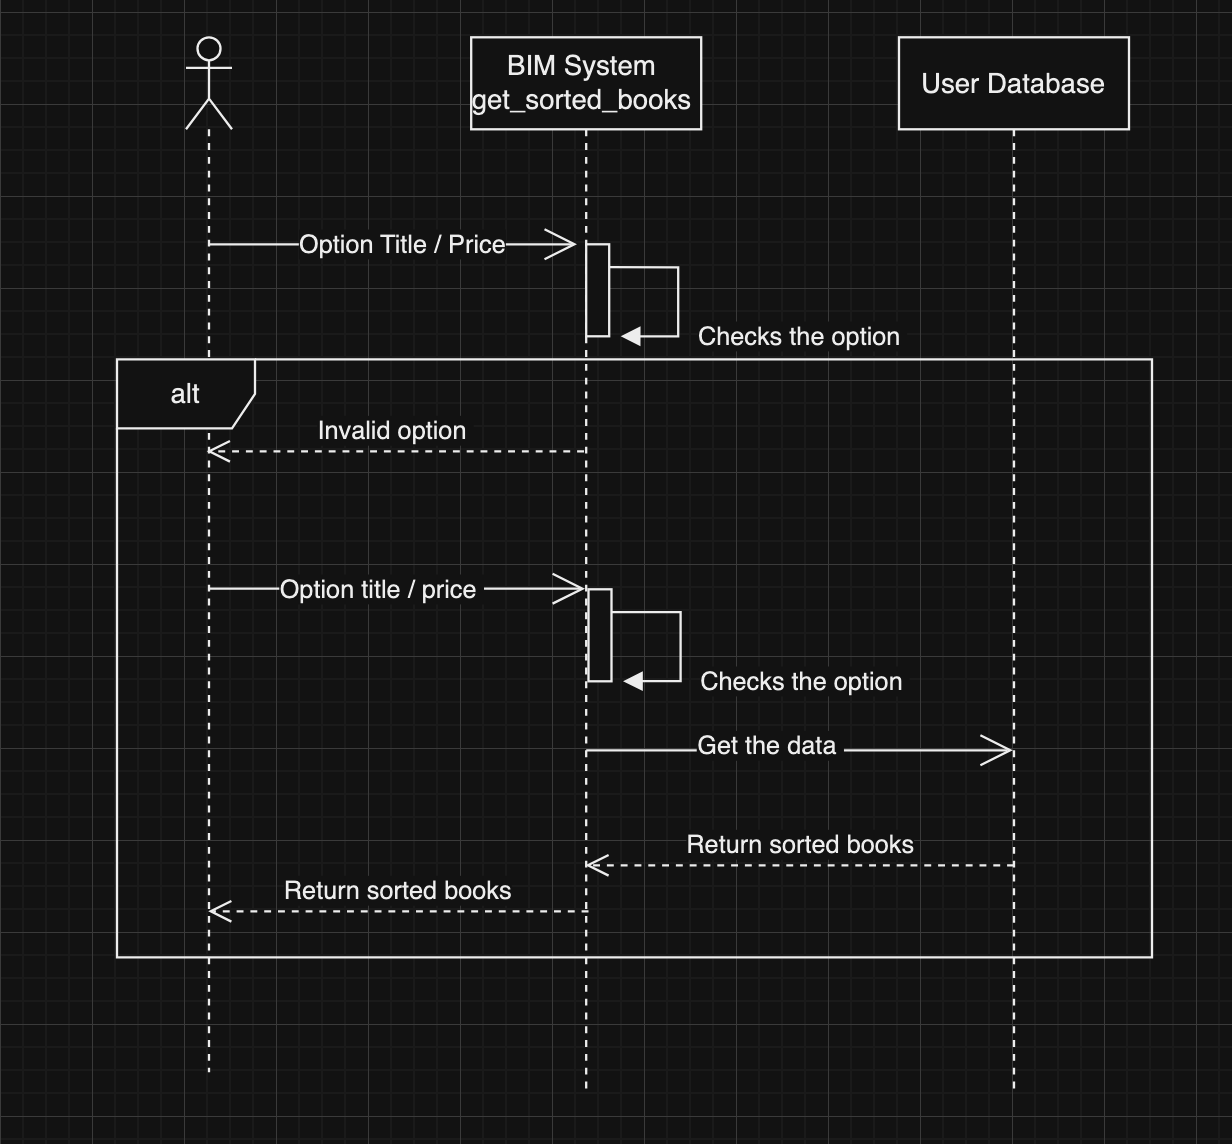 BIM System
get_sorted_books
User Database
Option Title / Price
Checks the option
alt
Invalid option
Option title / price
Checks the option
Get the data
Return sorted books
Return sorted books